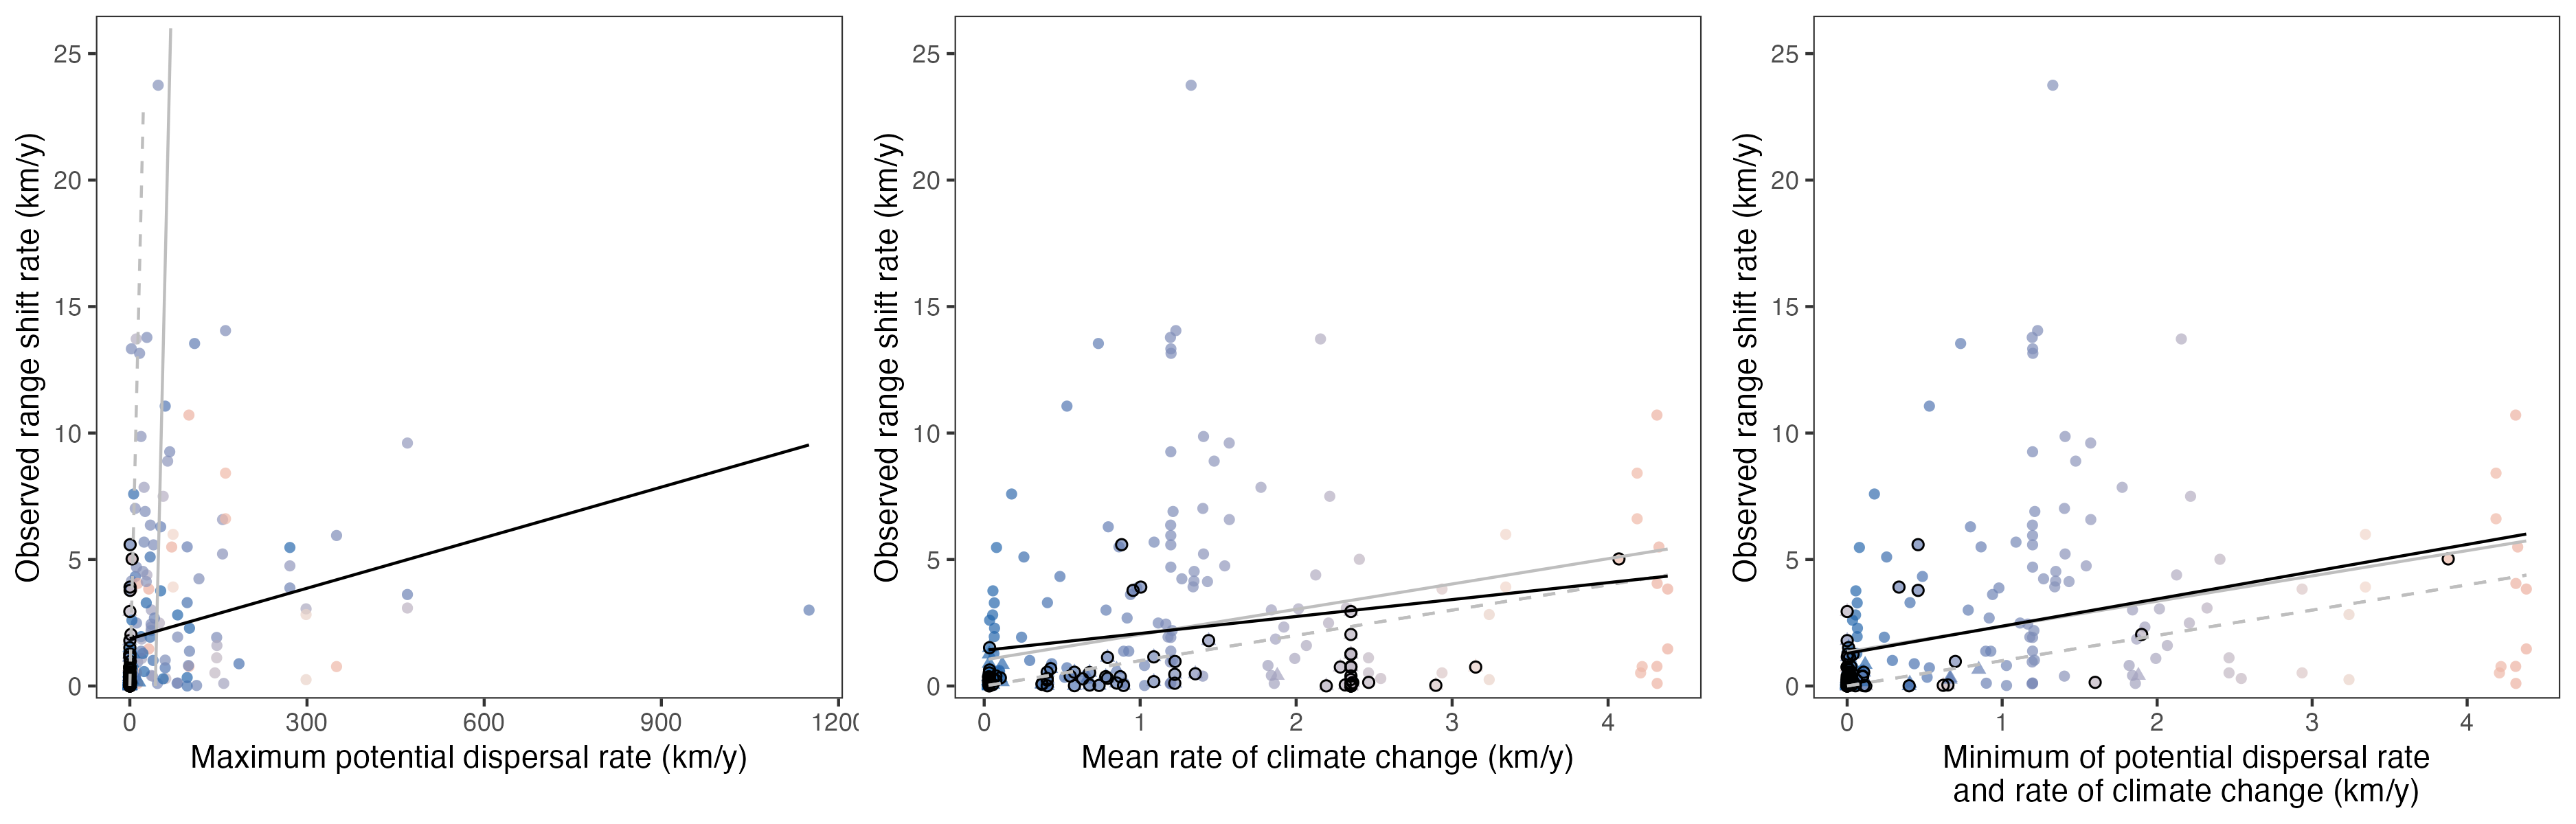 25
20
15
10
5
0
Observed range shift rate (km/y)
0 300 600 900 120
Maximum potential dispersal rate (km/y)
25
20
15
10
5
0
Observed range shift rate (km/y)
0 1 2 3 4
Mean rate of climate change (km/y)
25
20
15
10
5
0
Observed range shift rate (km/y)
0 1 2 3 4
Minimum of potential dispersal rate
and rate of climate change (km/y)